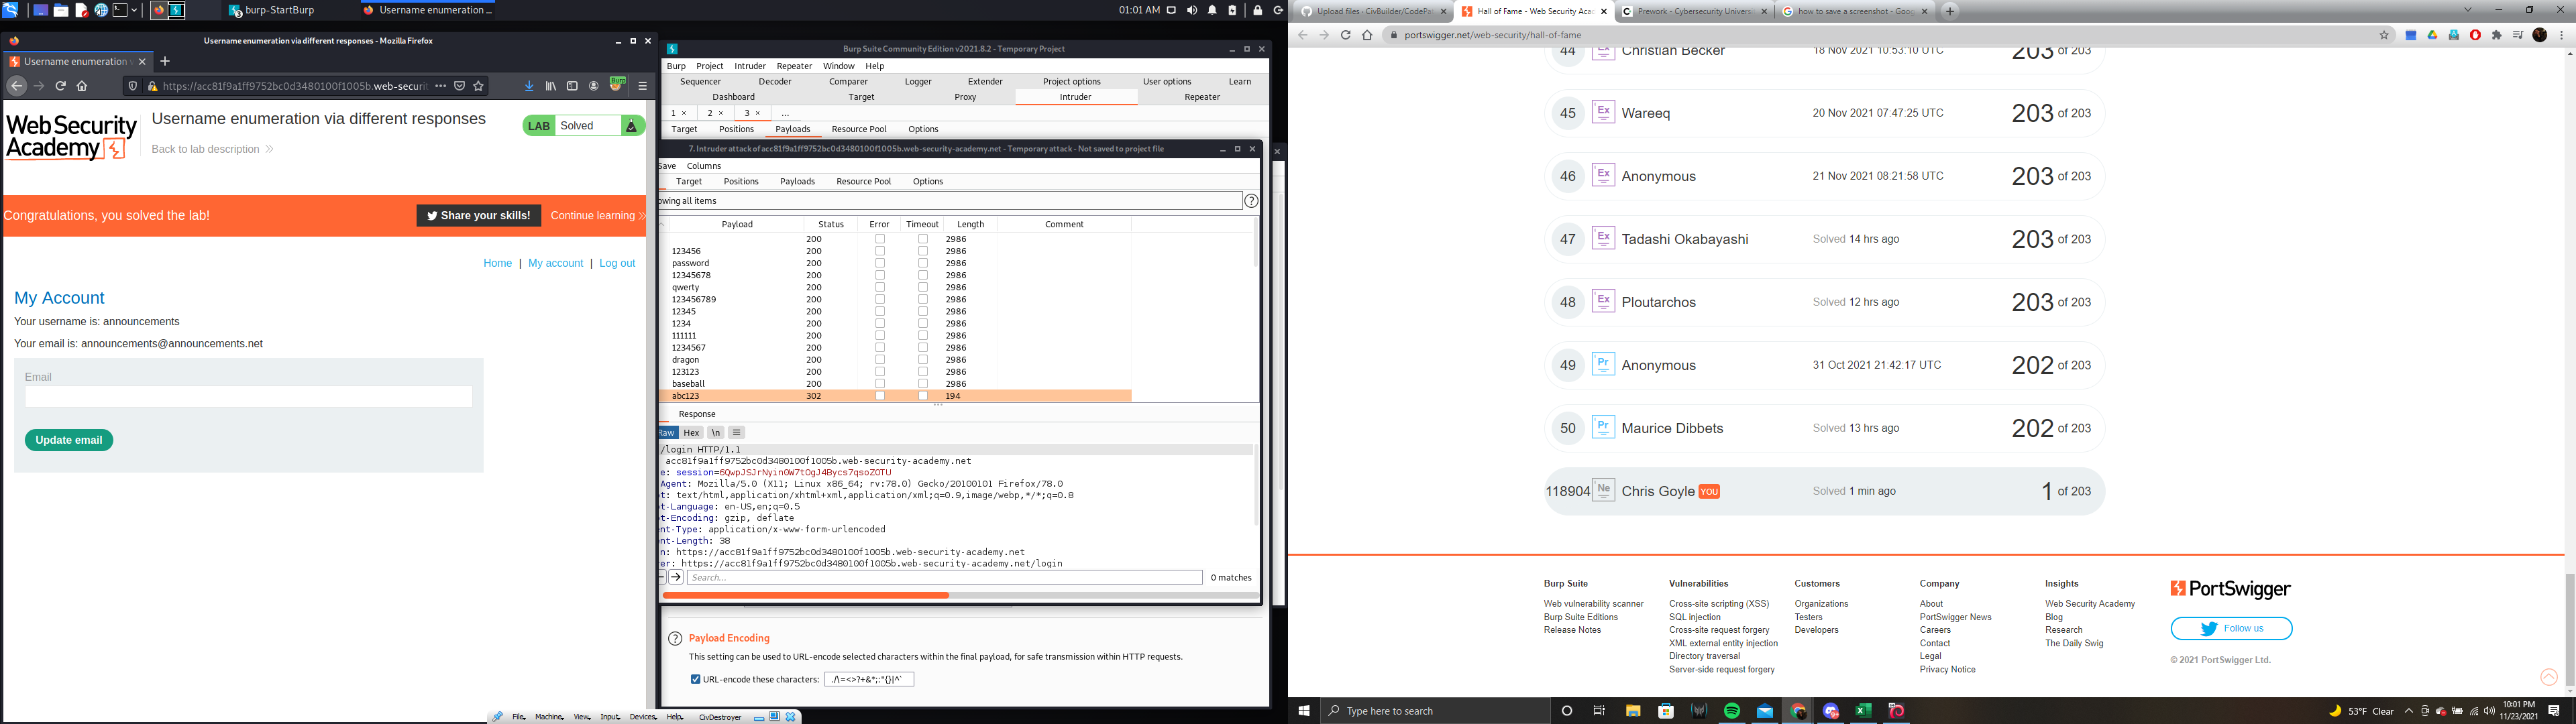 burp-StartBurp
Username enumeration ...
01:01 AM
Username enumeration via different responses - Mozilla Firefox
Username enumeration v
https://acc81f9a1ff9752bc0d3480100f1005b.web-securit
Burp
Web Security
Academy
Username enumeration via different responses
Back to lab description
LAB Solved
Congratulations, you solved the lab!
Share your skills!
Continue learning
Home | My account | Log out
My Account
Your username is: announcements
Your email is: announcements@announcements.net
Email
Update email
Burp Suite Community Edition v2021.8.2 - Temporary Project
Burp Project Intruder Repeater Window Help
Sequencer Decoder Comparer Logger Extender Project options User options Learn
Dashboard Target Proxy Intruder Repeater
1 × 2 × 3 × ...
Target Positions Payloads Resource Pool Options
7. Intruder attack of acc81f9a1ff9752bc0d3480100f1005b.web-security-academy.net - Temporary attack - Not saved to project file
Save Columns
Target Positions Payloads Resource Pool Options
owing all items
Payload Status Error Timeout Length Comment
200 2986
123456 200 2986
password 200 2986
12345678 200 2986
qwerty 200 2986
123456789 200 2986
12345 200 2986
1234 200 2986
111111 200 2986
1234567 200 2986
dragon 200 2986
123123 200 2986
baseball 200 2986
abc123 302 194
Response
Raw Hex \n
/login HTTP/1.1
acc81f9a1ff9752bc0d3480100f1005b.web-security-academy.net
Agent: Mozilla/5.0 (X11; Linux x86_64; rv:78.0) Gecko/20100101 Firefox/78.0
ot: text/html,application/xhtml+xml,application/xml;q=0.9,image/webp,*/*;q=0.8
ot-Language: en-US,en;q=0.5
ot-Encoding: gzip, deflate
ent-Type: application/x-www-form-urlencoded
ent-Length: 38
in: https://acc81f9a1ff9752bc0d3480100f1005b.web-security-academy.net
rer: https://acc81f9a1ff9752bc0d3480100f1005b.web-security-academy.net/login
Search...
0 matches
Payload Encoding
This setting can be used to URL-encode selected characters within the final payload, for safe transmission within HTTP requests.
URL-encode these characters:
File Machine View Input Devices Help CivDestroyer
Upload files · CivBuilder/CodePa
Hall of Fame - Web Security Aca
Prework - Cybersecurity Universi
how to save a screenshot - Goog
portswigger.net/web-security/hall-of-fame
44 Ex Christian Becker 18 Nov 2021 10:53:10 UTC 203 of 203
45 Ex Wareeq 20 Nov 2021 07:47:25 UTC 203 of 203
46 Ex Anonymous 21 Nov 2021 08:21:58 UTC 203 of 203
47 Ex Tadashi Okabayashi Solved 14 hrs ago 203 of 203
48 Ex Ploutarchos Solved 12 hrs ago 203 of 203
49 Pr Anonymous 31 Oct 2021 21:42:17 UTC 202 of 203
50 Pr Maurice Dibbets Solved 13 hrs ago 202 of 203
118904 Ne Chris Goyle YOU Solved 1 min ago 1 of 203
Burp Suite
Web vulnerability scanner
Burp Suite Editions
Release Notes
Vulnerabilities
Cross-site scripting (XSS)
SQL injection
Cross-site request forgery
XML external entity injection
Directory traversal
Server-side request forgery
Customers
Organizations
Testers
Developers
Company
About
PortSwigger News
Careers
Contact
Legal
Privacy Notice
Insights
Web Security Academy
Blog
Research
The Daily Swig
PortSwigger
Follow us
© 2021 PortSwigger Ltd.
Type here to search
53°F Clear
10:01 PM
11/23/2021